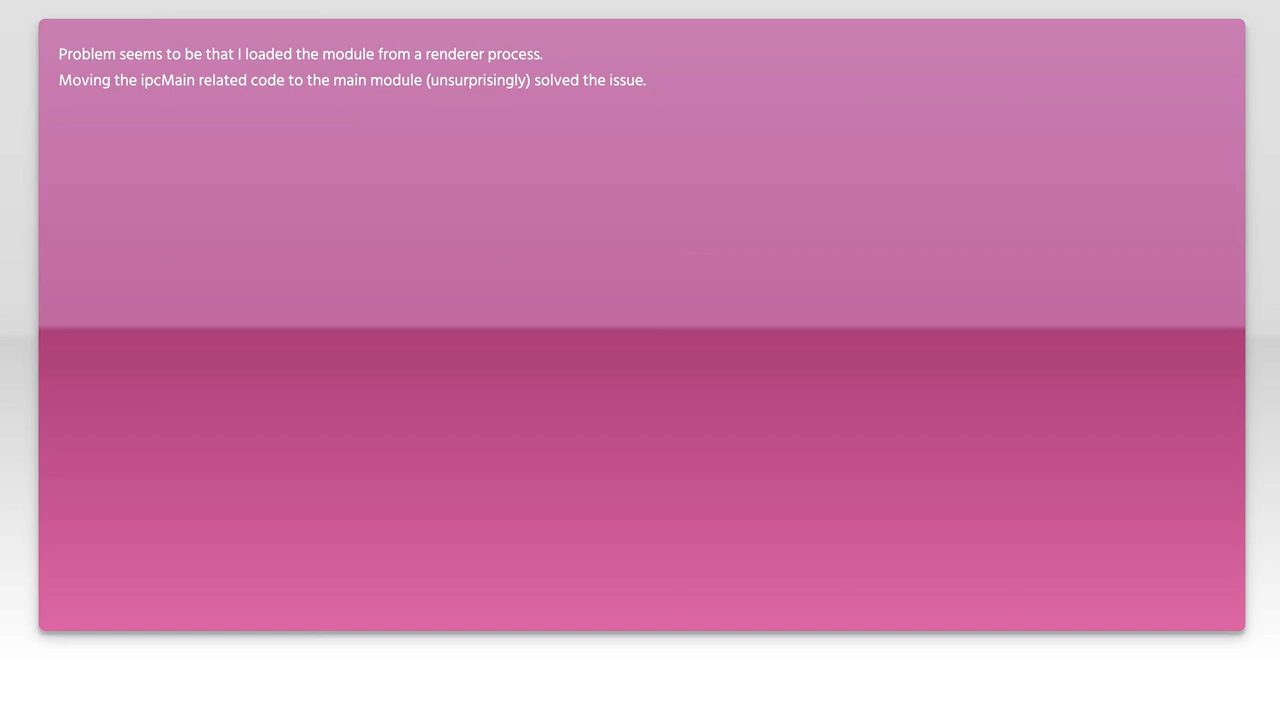 Problem seems to be that I loaded the module from a renderer process.
Moving the ipcMain related code to the main module (unsurprisingly) solved the issue.